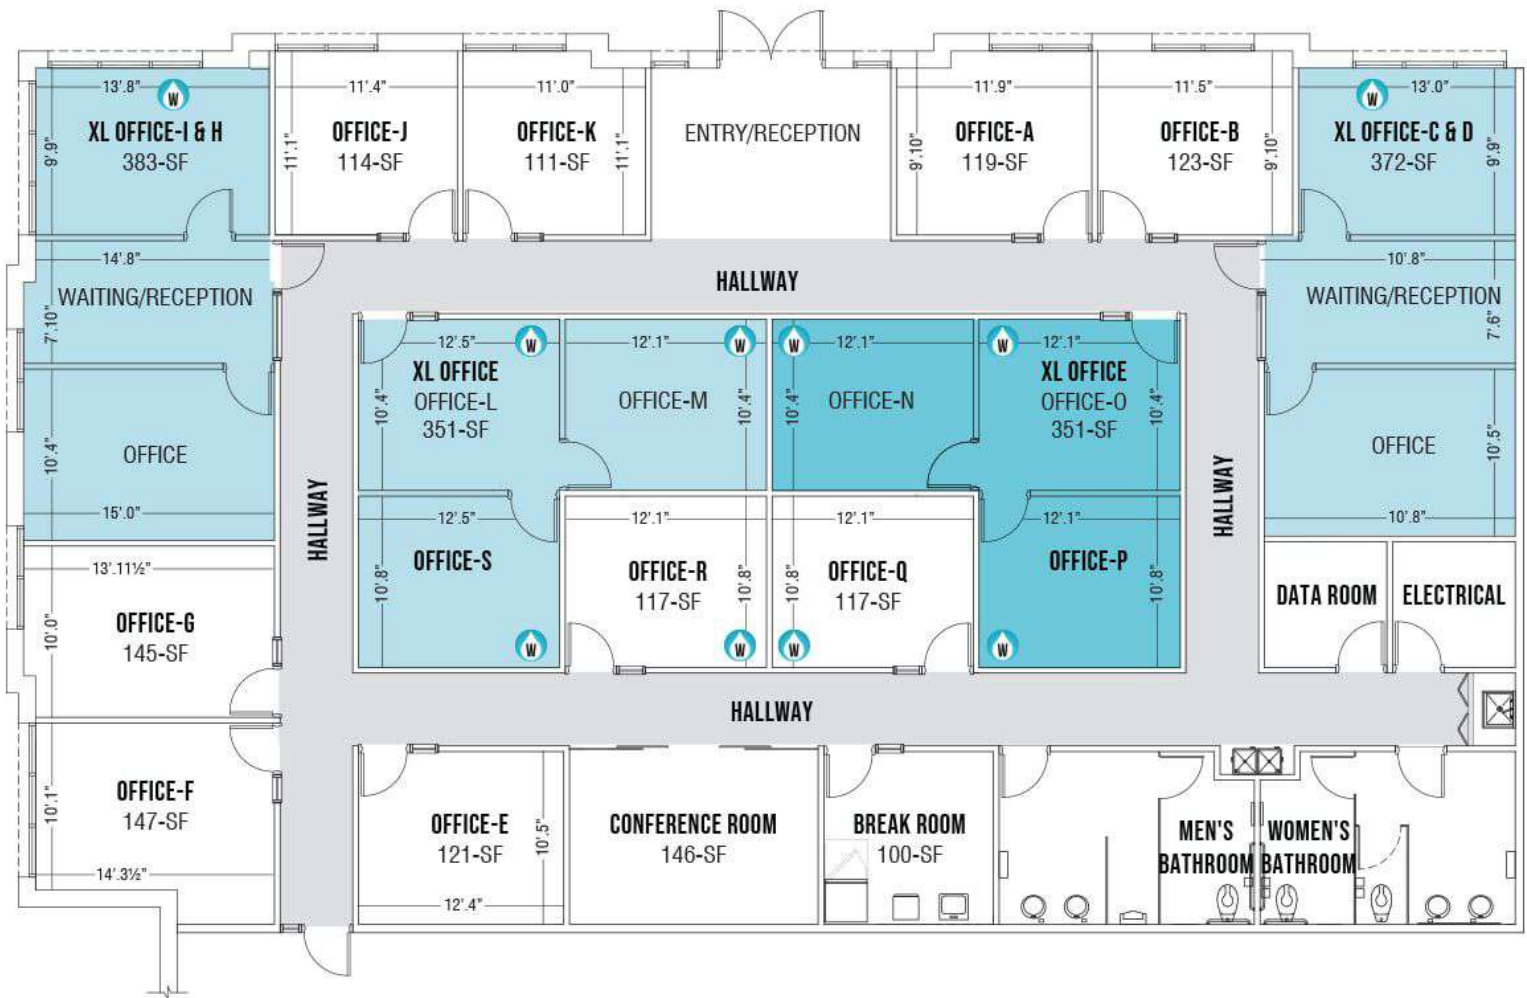 13'.8"
W
XL OFFICE-I & H
383-SF
9'.9"
11'.4"
OFFICE-J
114-SF
11'.1"
11'.0"
OFFICE-K
111-SF
11'.1"
ENTRY/RECEPTION
11'.9"
OFFICE-A
119-SF
9'.10"
11'.5"
OFFICE-B
123-SF
9'.10"
W
13'.0"
XL OFFICE-C & D
372-SF
9'.9"
14'.8"
WAITING/RECEPTION
7'.10"
HALLWAY
10'.8"
WAITING/RECEPTION
7'.6"
12'.5"
W
XL OFFICE
OFFICE-L
351-SF
10'.4"
12'.1"
W
OFFICE-M
10'.4"
W
12'.1"
OFFICE-N
10'.4"
W
12'.1"
XL OFFICE
OFFICE-O
351-SF
10'.4"
OFFICE
10'.4"
15'.0"
OFFICE
10'.5"
10'.8"
HALLWAY
HALLWAY
12'.5"
OFFICE-S
10'.8"
W
12'.1"
OFFICE-R
117-SF
10'.8"
W
12'.1"
OFFICE-Q
117-SF
10'.8"
W
12'.1"
OFFICE-P
10'.8"
W
13'.11½"
OFFICE-G
145-SF
10'.0"
DATA ROOM
ELECTRICAL
HALLWAY
OFFICE-F
147-SF
10'.1"
14'.3½"
OFFICE-E
121-SF
10'.5"
12'.4"
CONFERENCE ROOM
146-SF
BREAK ROOM
100-SF
MEN'S
BATHROOM
WOMEN'S
BATHROOM